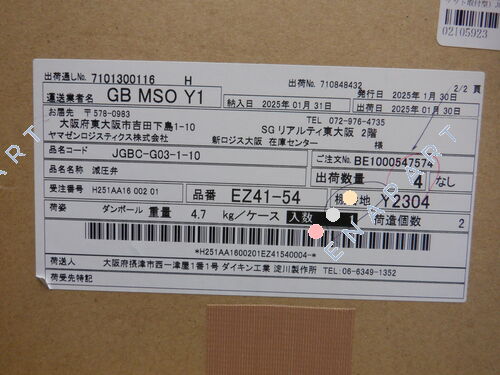 02105923
出荷通しNo. 7101300116 H
出荷No. 710848432
2/2 頁
運送業者名 GB MSO Y1
発行日 2025年 1月30日
納入日 2025年 01月31日
出荷日 2025年 01月30日
お届先 〒578-0983
TEL 072-976-4735
大阪府東大阪市吉田下島1-10
SG リアルティ東大阪 2階
ヤマゼンロジスティクス株式会社
新ロジス大阪 在庫センター
品名コード JGBC-G03-1-10
ご注文No. BE1000547574
品名 減圧弁
出荷数量 4 なし
受注番号 H251AA16 002 01
品番 EZ41-54
地 Y2304
荷姿 ダンボール 重量 4.7 kg/ケース 入数
荷造個数 2
*H251AA1600201EZ41540004-*
荷送人 大阪府摂津市西一津屋1番1号 ダイキン工業 淀川製作所 TEL:06-6349-1352
荷受先特記
ENAPART